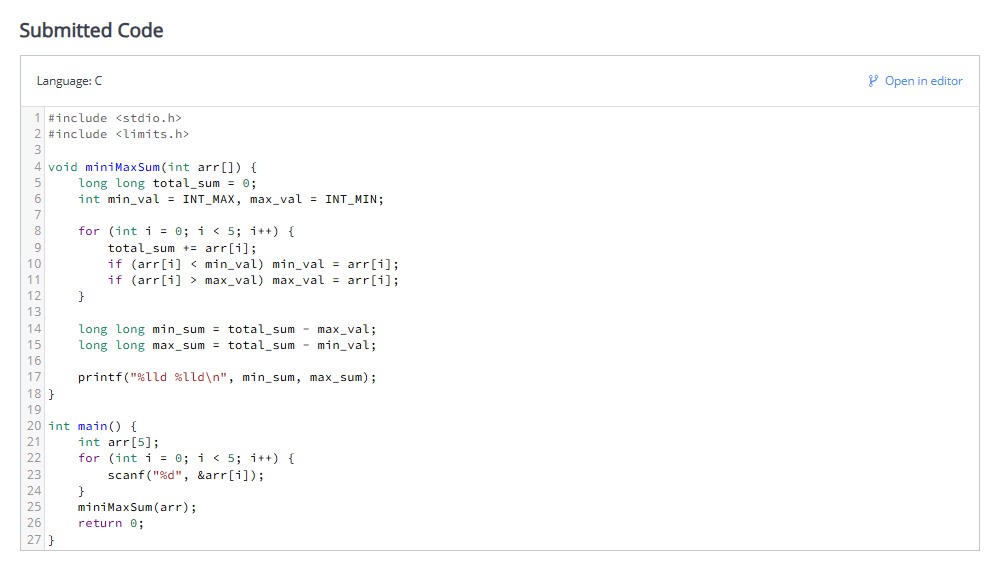 Submitted Code
Language: C
Open in editor
1 #include <stdio.h>
2 #include <limits.h>
3
4 void miniMaxSum(int arr[]) {
5     long long total_sum = 0;
6     int min_val = INT_MAX, max_val = INT_MIN;
7
8     for (int i = 0; i < 5; i++) {
9         total_sum += arr[i];
10         if (arr[i] < min_val) min_val = arr[i];
11         if (arr[i] > max_val) max_val = arr[i];
12     }
13
14     long long min_sum = total_sum - max_val;
15     long long max_sum = total_sum - min_val;
16
17     printf("%lld %lld\n", min_sum, max_sum);
18 }
19
20 int main() {
21     int arr[5];
22     for (int i = 0; i < 5; i++) {
23         scanf("%d", &arr[i]);
24     }
25     miniMaxSum(arr);
26     return 0;
27 }